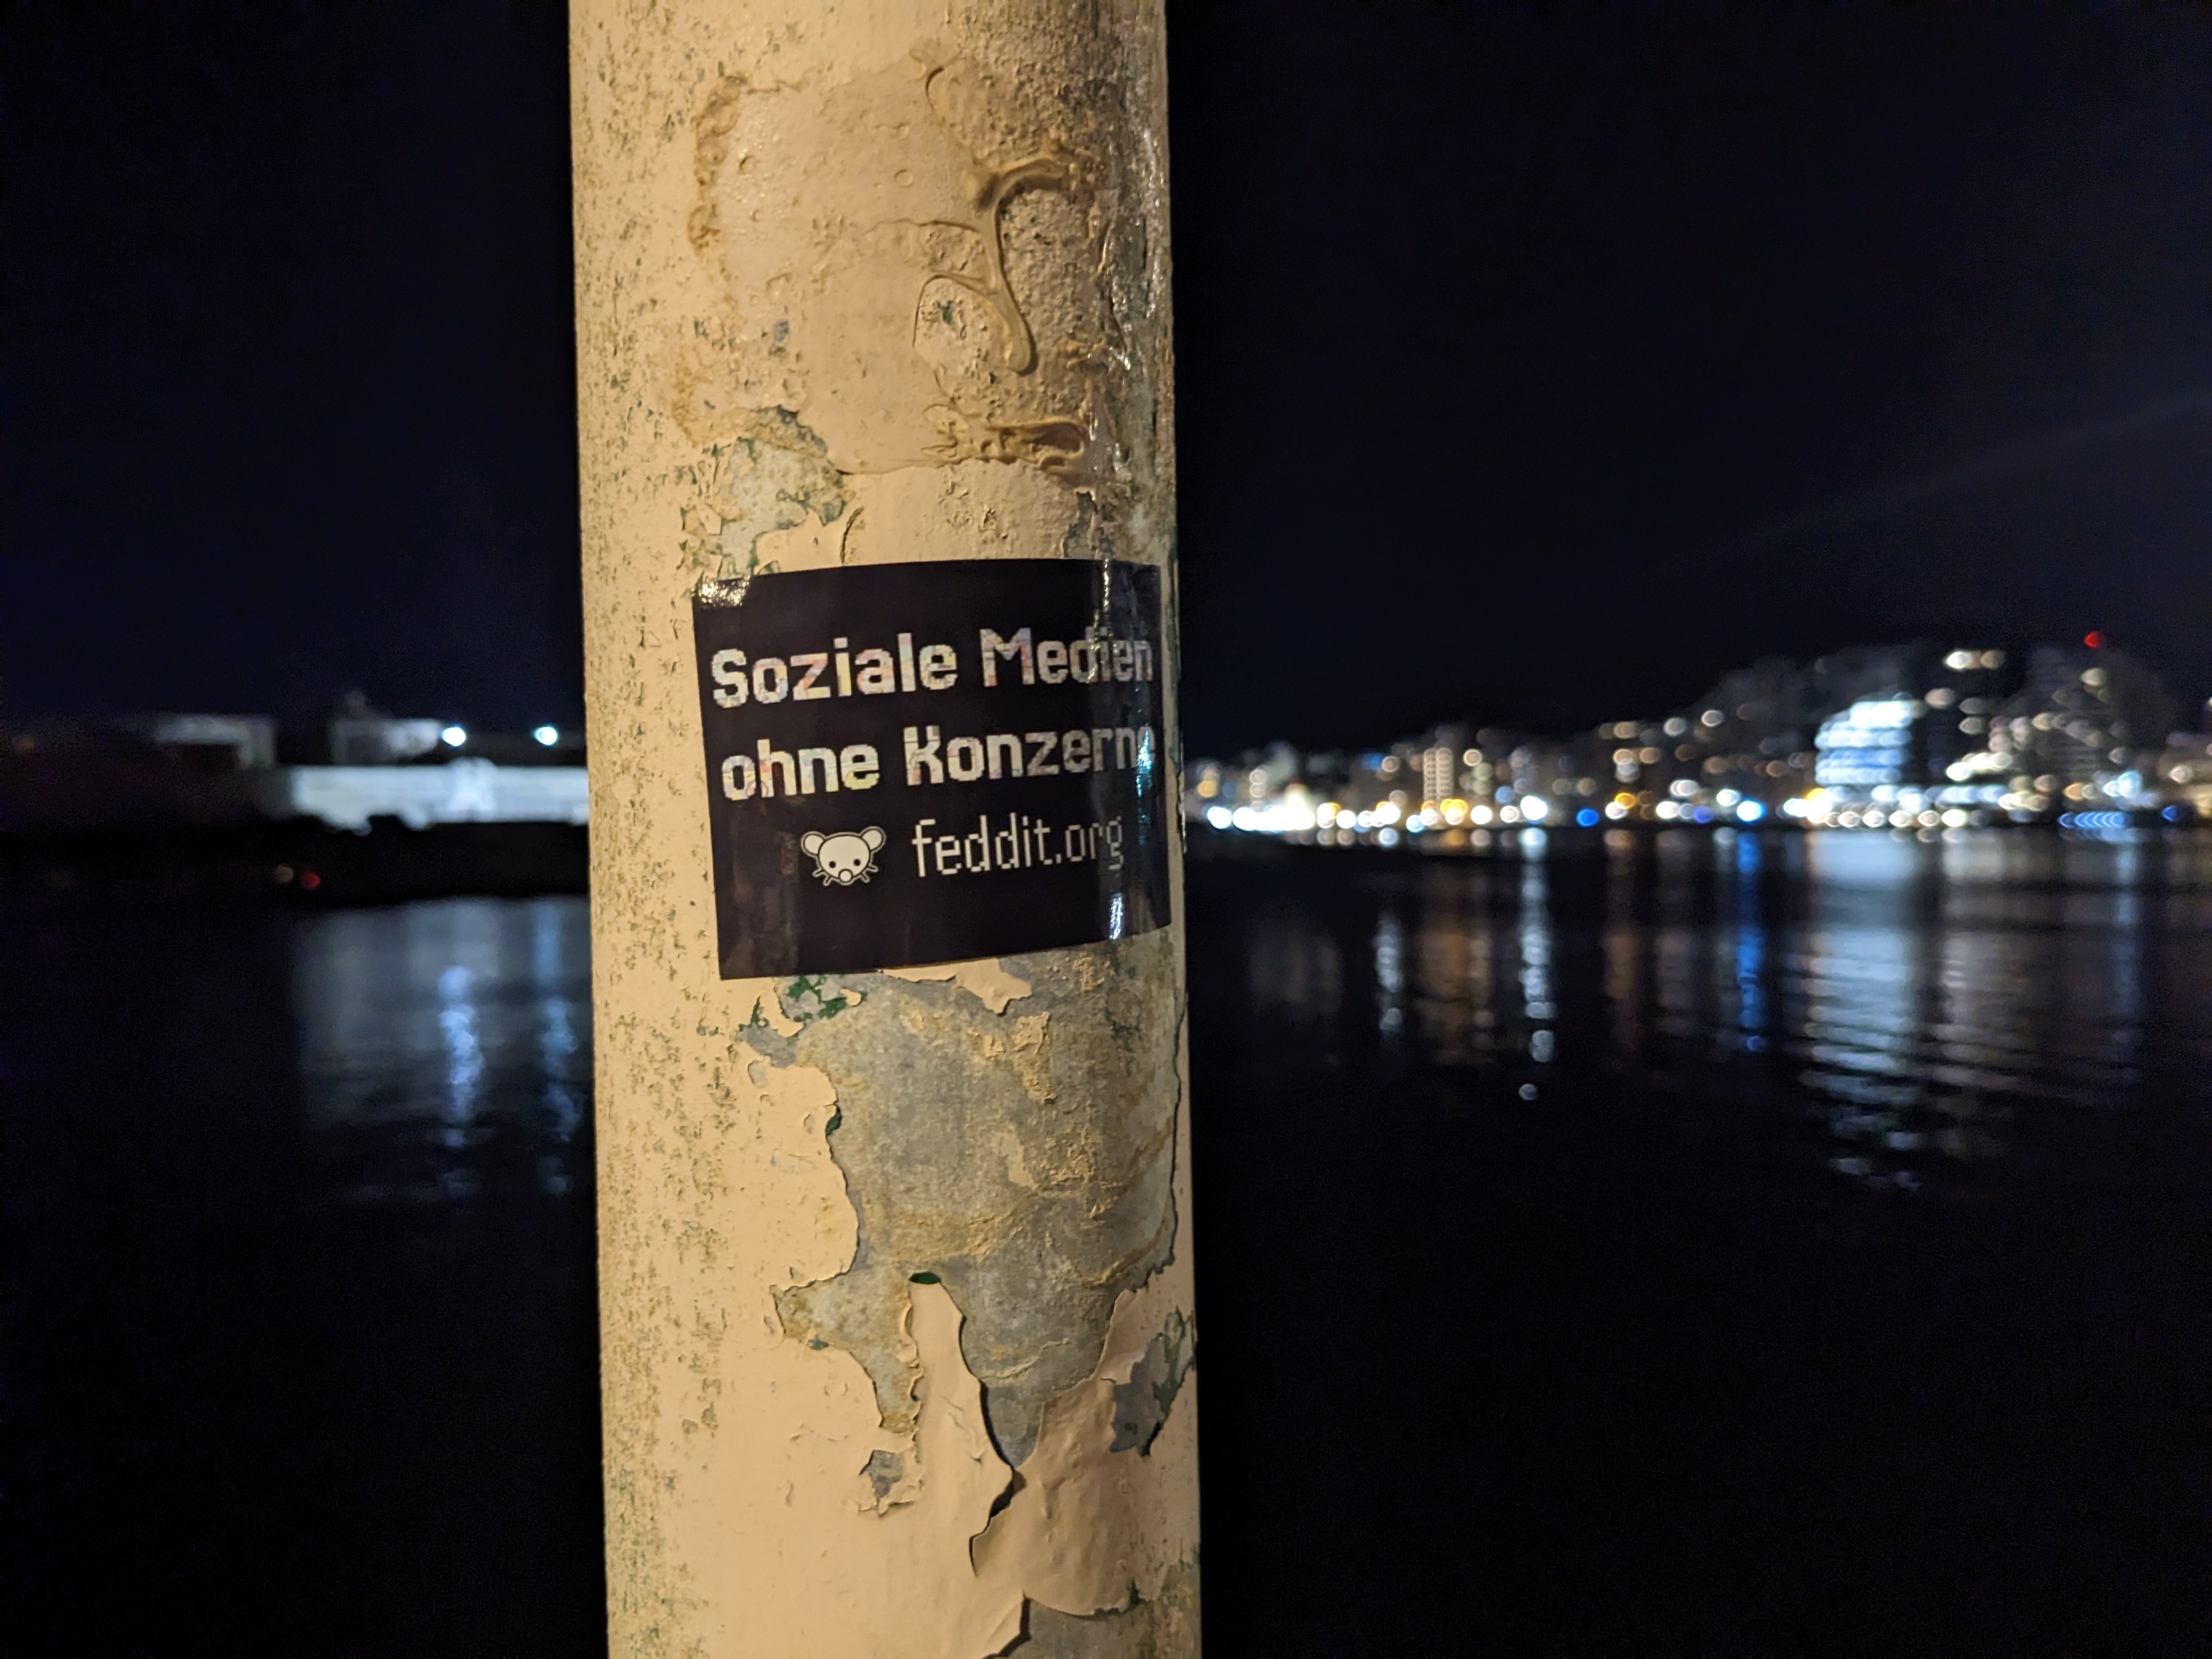 Soziale Medien
ohne Konzerne
feddit.org